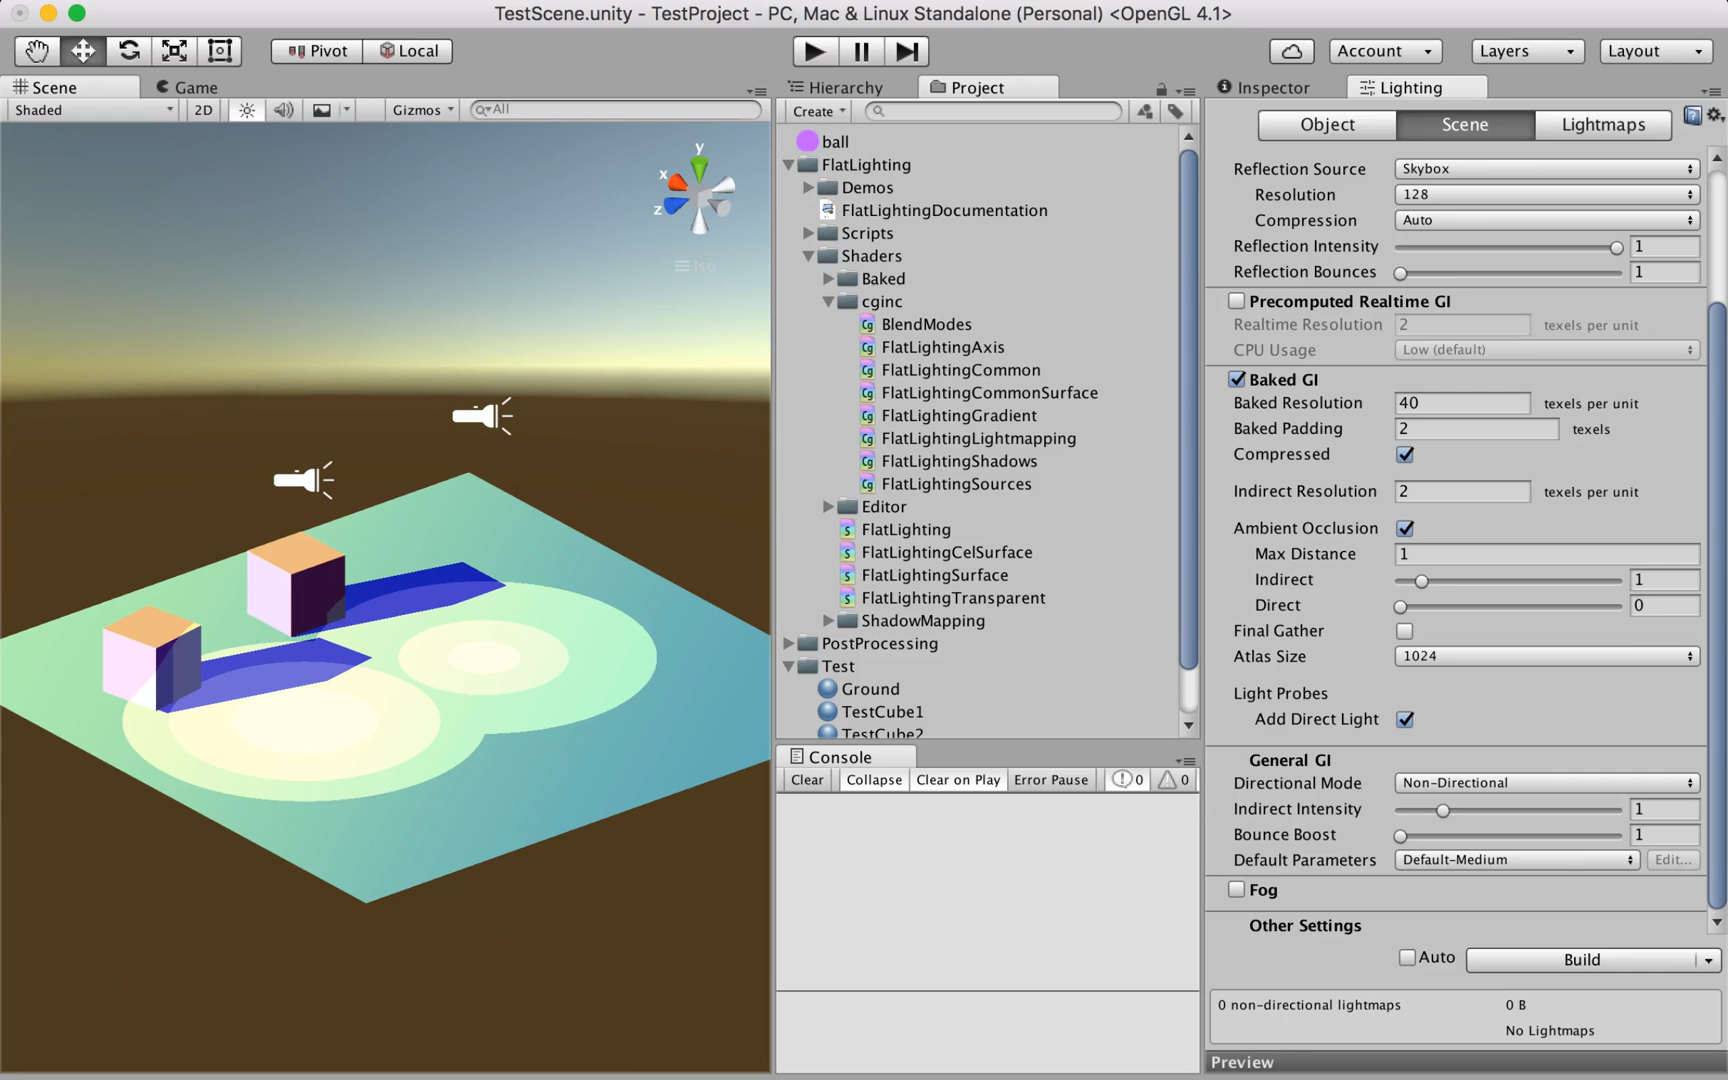 TestScene.unity - TestProject - PC, Mac & Linux Standalone (Personal) <OpenGL 4.1>
Pivot Local Account Layers Layout
Scene Game
Shaded 2D Gizmos All
y
x
z
Iso
Hierarchy Project
Create
ball
FlatLighting
Demos
FlatLightingDocumentation
Scripts
Shaders
Baked
cginc
Cg BlendModes
Cg FlatLightingAxis
Cg FlatLightingCommon
Cg FlatLightingCommonSurface
Cg FlatLightingGradient
Cg FlatLightingLightmapping
Cg FlatLightingShadows
Cg FlatLightingSources
Editor
S FlatLighting
S FlatLightingCelSurface
S FlatLightingSurface
S FlatLightingTransparent
ShadowMapping
PostProcessing
Test
Ground
TestCube1
TestCube2
Console
Clear Collapse Clear on Play Error Pause 0 0
Inspector Lighting
Object Scene Lightmaps
Reflection Source Skybox
Resolution 128
Compression Auto
Reflection Intensity 1
Reflection Bounces 1
Precomputed Realtime GI
Realtime Resolution 2 texels per unit
CPU Usage Low (default)
Baked GI
Baked Resolution 40 texels per unit
Baked Padding 2 texels
Compressed
Indirect Resolution 2 texels per unit
Ambient Occlusion
Max Distance 1
Indirect 1
Direct 0
Final Gather
Atlas Size 1024
Light Probes
Add Direct Light
General GI
Directional Mode Non-Directional
Indirect Intensity 1
Bounce Boost 1
Default Parameters Default-Medium Edit...
Fog
Other Settings
Auto Build
0 non-directional lightmaps 0 B
No Lightmaps
Preview